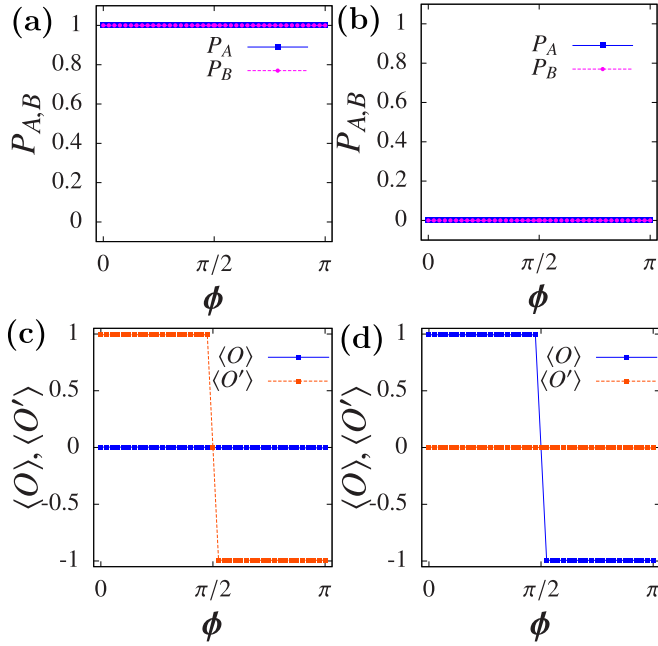 (a)
P_{A,B}
1
0.8
0.6
0.4
0.2
0
P_A
P_B
0 π/2 π
ϕ
(b)
P_{A,B}
1
0.8
0.6
0.4
0.2
0
P_A
P_B
0 π/2 π
ϕ
(c)
⟨O⟩, ⟨O′⟩
1
0.5
0
-0.5
-1
⟨O⟩
⟨O′⟩
0 π/2 π
ϕ
(d)
⟨O⟩, ⟨O′⟩
1
0.5
0
-0.5
-1
⟨O⟩
⟨O′⟩
0 π/2 π
ϕ